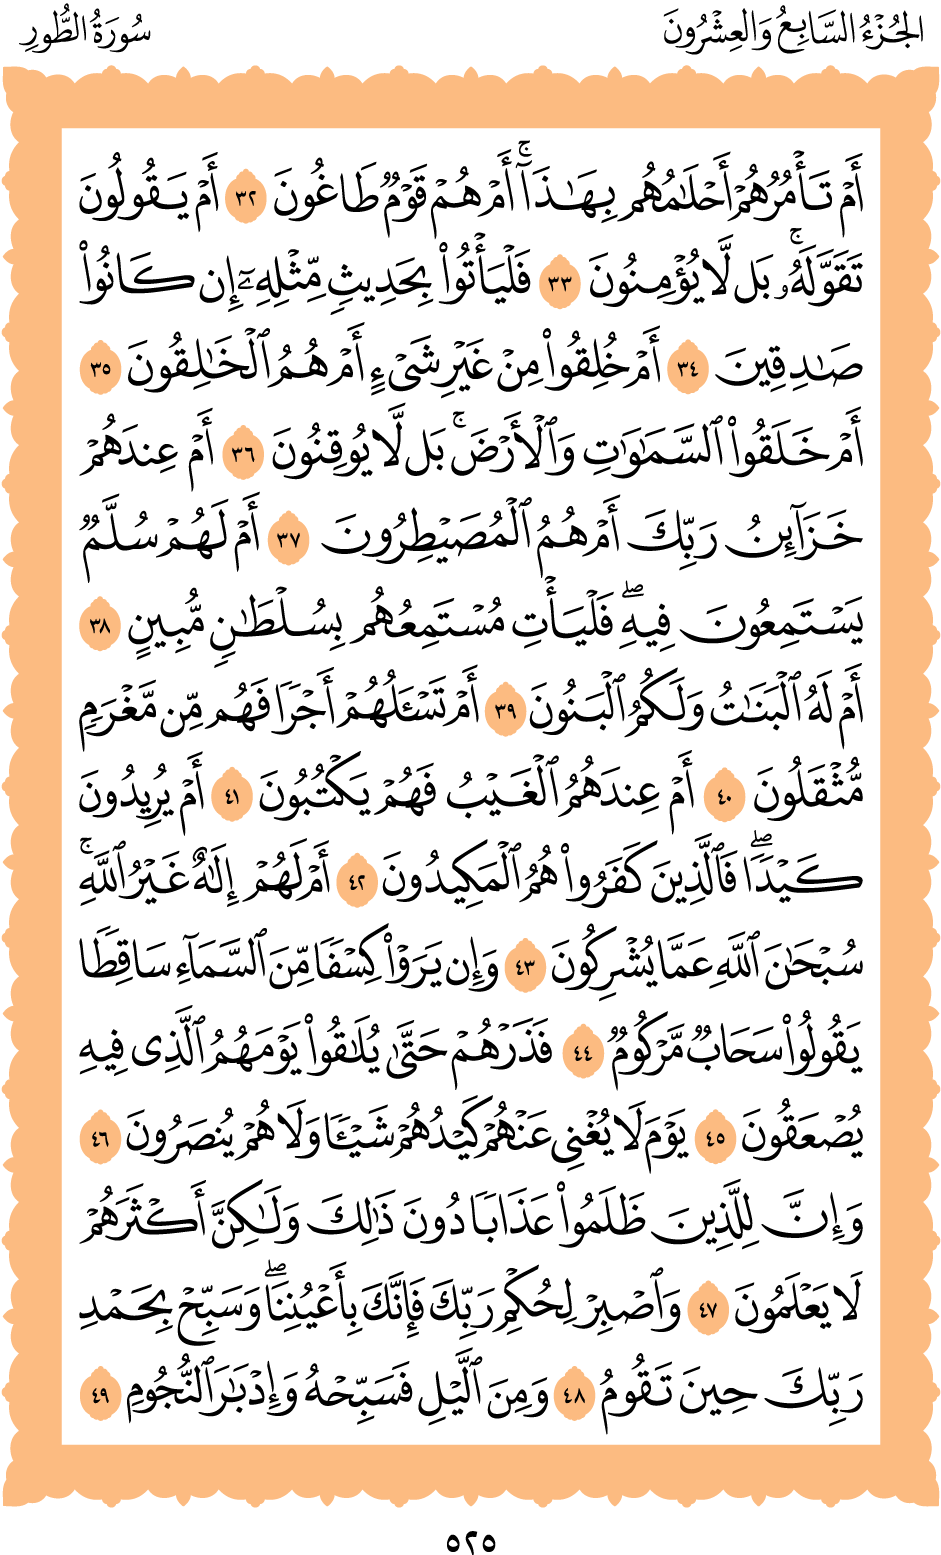 الجُزْءُ السَّابِعُ وَالعِشْرُونَ
سُورَةُ الطُّورِ
أَمْ تَأْمُرُهُمْ أَحْلَٰمُهُم بِهَٰذَآ ۚ أَمْ هُمْ قَوْمٌ طَاغُونَ ٣٢ أَمْ يَقُولُونَ
تَقَوَّلَهُۥ ۚ بَل لَّا يُؤْمِنُونَ ٣٣ فَلْيَأْتُوا۟ بِحَدِيثٍ مِّثْلِهِۦٓ إِن كَانُوا۟
صَٰدِقِينَ ٣٤ أَمْ خُلِقُوا۟ مِنْ غَيْرِ شَىْءٍ أَمْ هُمُ ٱلْخَٰلِقُونَ ٣٥
أَمْ خَلَقُوا۟ ٱلسَّمَٰوَٰتِ وَٱلْأَرْضَ ۚ بَل لَّا يُوقِنُونَ ٣٦ أَمْ عِندَهُمْ
خَزَآئِنُ رَبِّكَ أَمْ هُمُ ٱلْمُصَۣيْطِرُونَ ٣٧ أَمْ لَهُمْ سُلَّمٌ
يَسْتَمِعُونَ فِيهِ ۖ فَلْيَأْتِ مُسْتَمِعُهُم بِسُلْطَٰنٍ مُّبِينٍ ٣٨
أَمْ لَهُ ٱلْبَنَٰتُ وَلَكُمُ ٱلْبَنُونَ ٣٩ أَمْ تَسْـَٔلُهُمْ أَجْرًا فَهُم مِّن مَّغْرَمٍ
مُّثْقَلُونَ ٤٠ أَمْ عِندَهُمُ ٱلْغَيْبُ فَهُمْ يَكْتُبُونَ ٤١ أَمْ يُرِيدُونَ
كَيْدًا ۖ فَٱلَّذِينَ كَفَرُوا۟ هُمُ ٱلْمَكِيدُونَ ٤٢ أَمْ لَهُمْ إِلَٰهٌ غَيْرُ ٱللَّهِ ۚ
سُبْحَٰنَ ٱللَّهِ عَمَّا يُشْرِكُونَ ٤٣ وَإِن يَرَوْا۟ كِسْفًا مِّنَ ٱلسَّمَآءِ سَاقِطًا
يَقُولُوا۟ سَحَابٌ مَّرْكُومٌ ٤٤ فَذَرْهُمْ حَتَّىٰ يُلَٰقُوا۟ يَوْمَهُمُ ٱلَّذِى فِيهِ
يُصْعَقُونَ ٤٥ يَوْمَ لَا يُغْنِى عَنْهُمْ كَيْدُهُمْ شَيْـًٔا وَلَا هُمْ يُنصَرُونَ ٤٦
وَإِنَّ لِلَّذِينَ ظَلَمُوا۟ عَذَابًا دُونَ ذَٰلِكَ وَلَٰكِنَّ أَكْثَرَهُمْ
لَا يَعْلَمُونَ ٤٧ وَٱصْبِرْ لِحُكْمِ رَبِّكَ فَإِنَّكَ بِأَعْيُنِنَا ۖ وَسَبِّحْ بِحَمْدِ
رَبِّكَ حِينَ تَقُومُ ٤٨ وَمِنَ ٱلَّيْلِ فَسَبِّحْهُ وَإِدْبَٰرَ ٱلنُّجُومِ ٤٩
٥٢٥